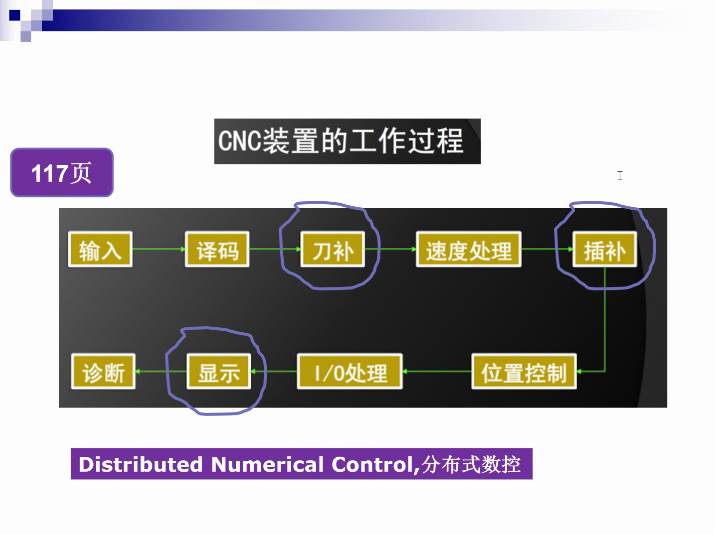 CNC装置的工作过程
117页
输入 译码 刀补 速度处理 插补
诊断 显示 I/O处理 位置控制
Distributed Numerical Control,分布式数控